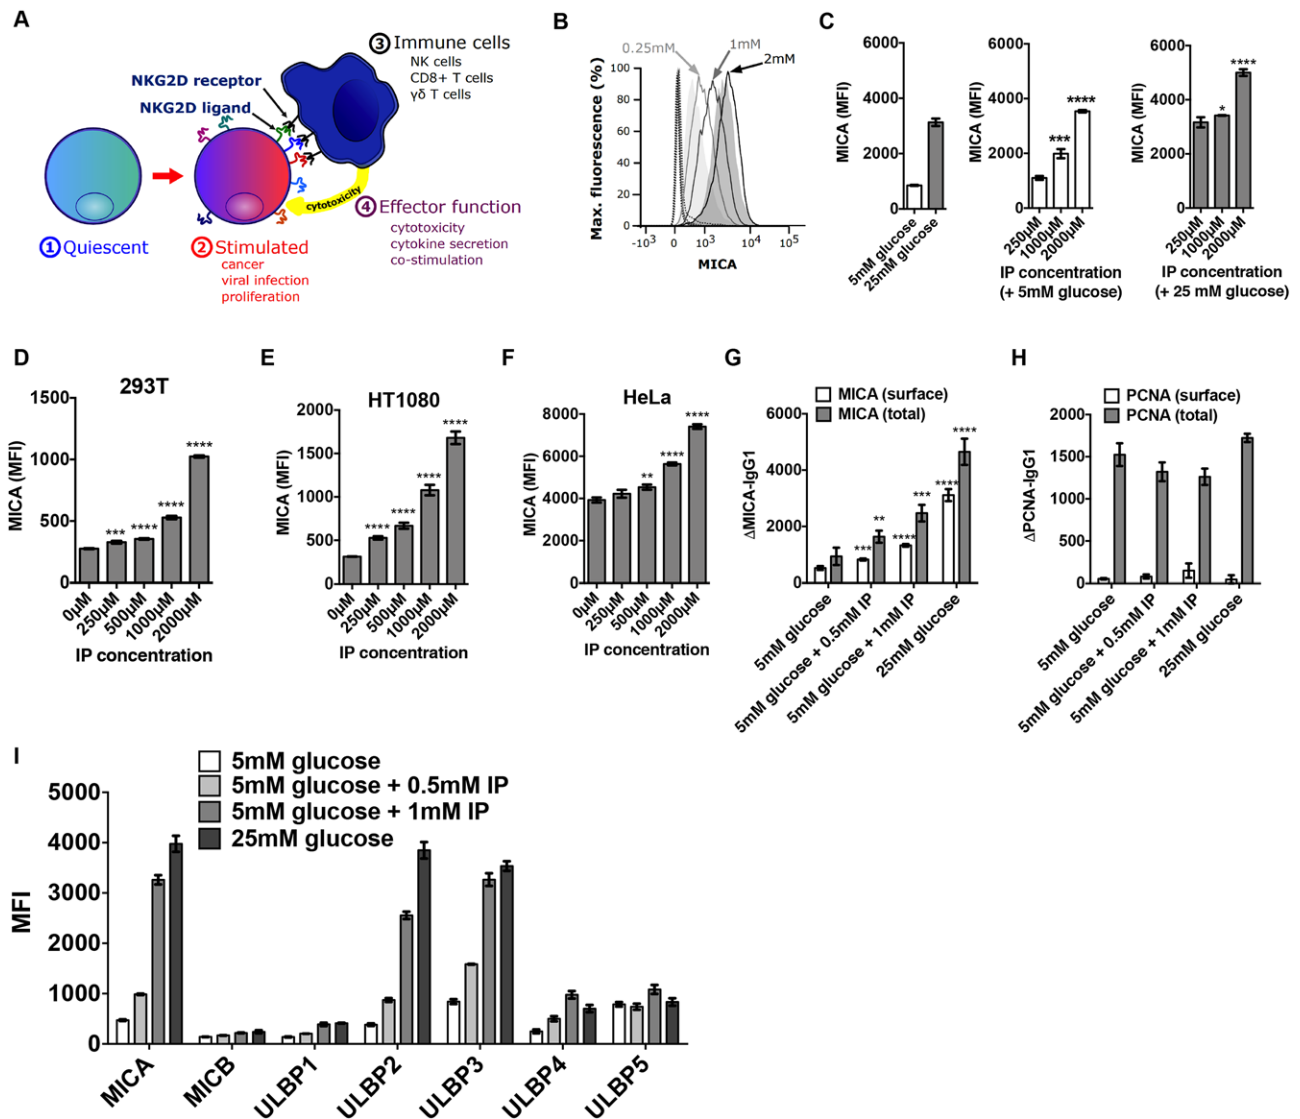 A
NKG2D receptor
NKG2D ligand
③ Immune cells
NK cells
CD8+ T cells
γδ T cells
cytotoxicity
① Quiescent
② Stimulated
cancer
viral infection
proliferation
④ Effector function
cytotoxicity
cytokine secretion
co-stimulation
B
0.25mM
1mM
2mM
Max. fluorescence (%)
100
80
60
40
20
0
-10³ 0 10³ 10⁴ 10⁵
MICA
C
MICA (MFI)
6000
4000
2000
0
5mM glucose
25mM glucose
MICA (MFI)
6000
4000
2000
0
***
****
250µM
1000µM
2000µM
IP concentration
(+ 5mM glucose)
MICA (MFI)
6000
4000
2000
0
*
****
250µM
1000µM
2000µM
IP concentration
(+ 25 mM glucose)
D
293T
MICA (MFI)
1500
1000
500
0
***
****
****
****
0µM
250µM
500µM
1000µM
2000µM
IP concentration
E
HT1080
MICA (MFI)
2000
1500
1000
500
0
****
****
****
****
0µM
250µM
500µM
1000µM
2000µM
IP concentration
F
HeLa
MICA (MFI)
8000
6000
4000
2000
0
**
****
****
0µM
250µM
500µM
1000µM
2000µM
IP concentration
G
MICA (surface)
MICA (total)
ΔMICA-IgG1
6000
4000
2000
0
***
**
****
***
****
****
5mM glucose
5mM glucose + 0.5mM IP
5mM glucose + 1mM IP
25mM glucose
H
PCNA (surface)
PCNA (total)
ΔPCNA-IgG1
2000
1500
1000
500
0
5mM glucose
5mM glucose + 0.5mM IP
5mM glucose + 1mM IP
25mM glucose
I
5mM glucose
5mM glucose + 0.5mM IP
5mM glucose + 1mM IP
25mM glucose
MFI
5000
4000
3000
2000
1000
0
MICA
MICB
ULBP1
ULBP2
ULBP3
ULBP4
ULBP5